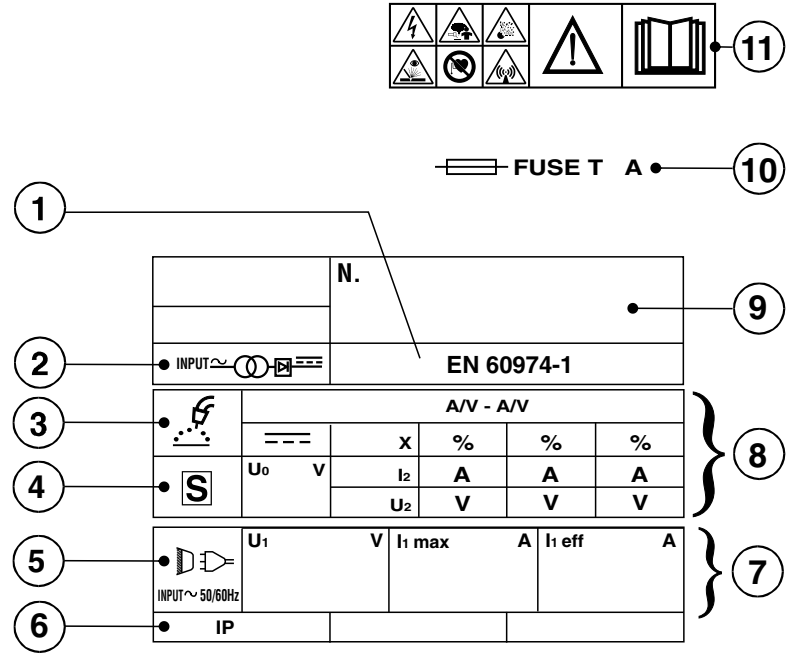 11
FUSE T A
10
1
N.
9
2
INPUT
EN 60974-1
3
A/V - A/V
X % % %
8
4
S
U0 V
I2 A A A
U2 V V V
5
U1 V
I1 max A
I1 eff A
7
INPUT ~ 50/60Hz
6
IP